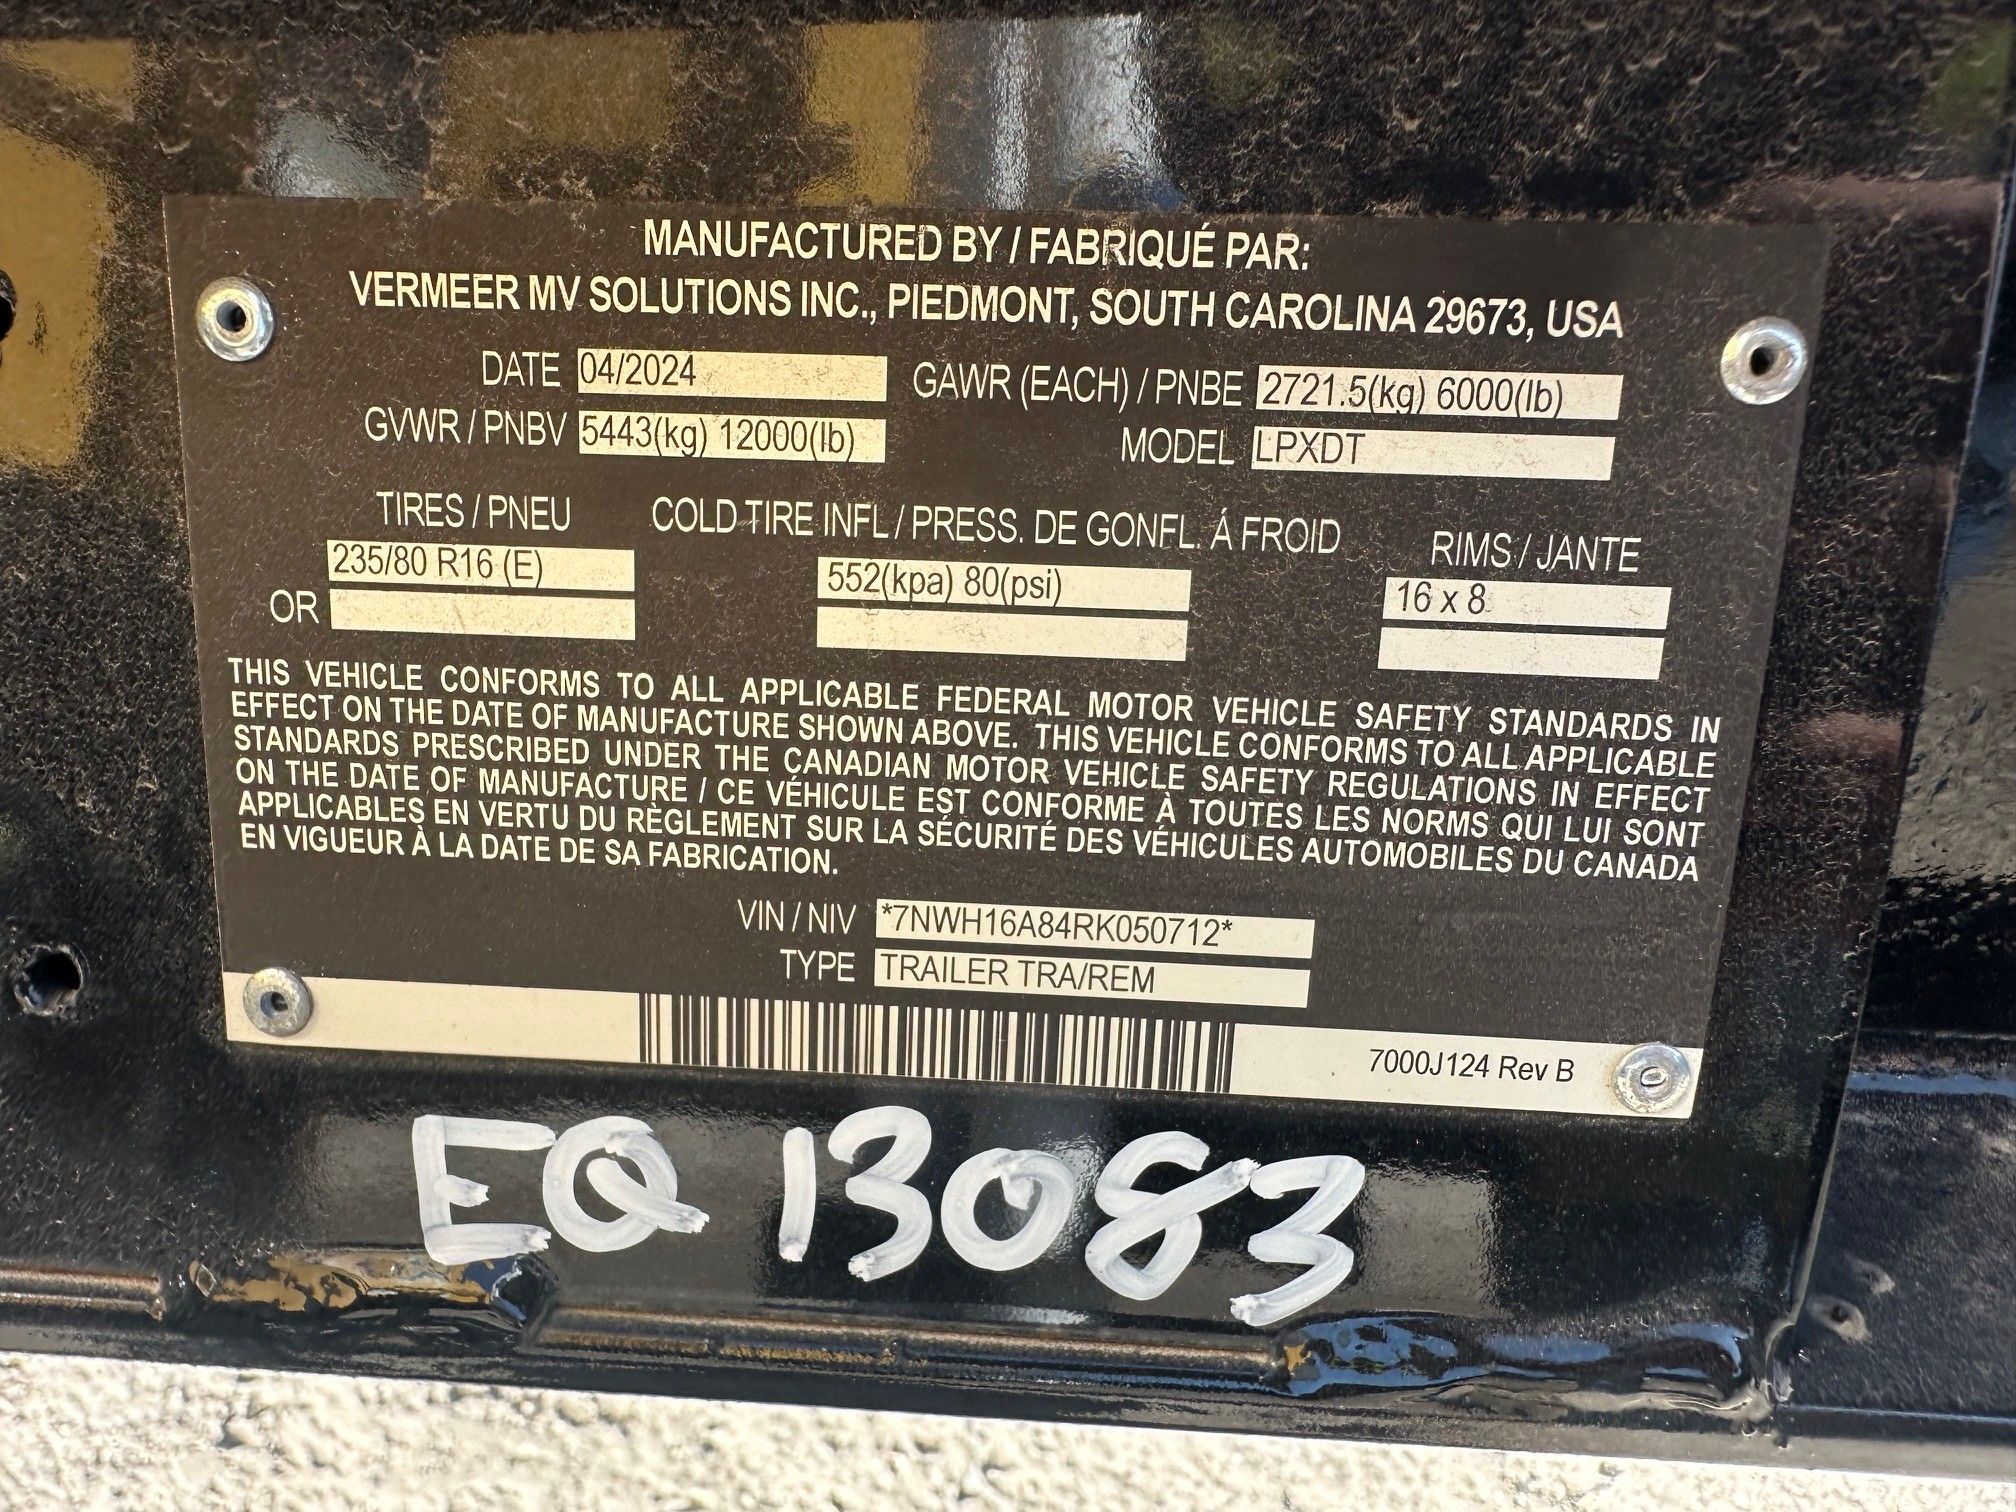 MANUFACTURED BY / FABRIQUÉ PAR:
VERMEER MV SOLUTIONS INC., PIEDMONT, SOUTH CAROLINA 29673, USA
DATE 04/2024 GAWR (EACH) / PNBE 2721.5(kg) 6000(lb)
GVWR / PNBV 5443(kg) 12000(lb) MODEL LPXDT
TIRES / PNEU COLD TIRE INFL / PRESS. DE GONFL. Á FROID RIMS / JANTE
235/80 R16 (E) 552(kpa) 80(psi) 16 x 8
OR
THIS VEHICLE CONFORMS TO ALL APPLICABLE FEDERAL MOTOR VEHICLE SAFETY STANDARDS IN
EFFECT ON THE DATE OF MANUFACTURE SHOWN ABOVE. THIS VEHICLE CONFORMS TO ALL APPLICABLE
STANDARDS PRESCRIBED UNDER THE CANADIAN MOTOR VEHICLE SAFETY REGULATIONS IN EFFECT
ON THE DATE OF MANUFACTURE / CE VÉHICULE EST CONFORME À TOUTES LES NORMS QUI LUI SONT
APPLICABLES EN VERTU DU RÈGLEMENT SUR LA SÉCURITÉ DES VÉHICULES AUTOMOBILES DU CANADA
EN VIGUEUR À LA DATE DE SA FABRICATION.
VIN / NIV *7NWH16A84RK050712*
TYPE TRAILER TRA/REM
7000J124 Rev B
EQ 13083